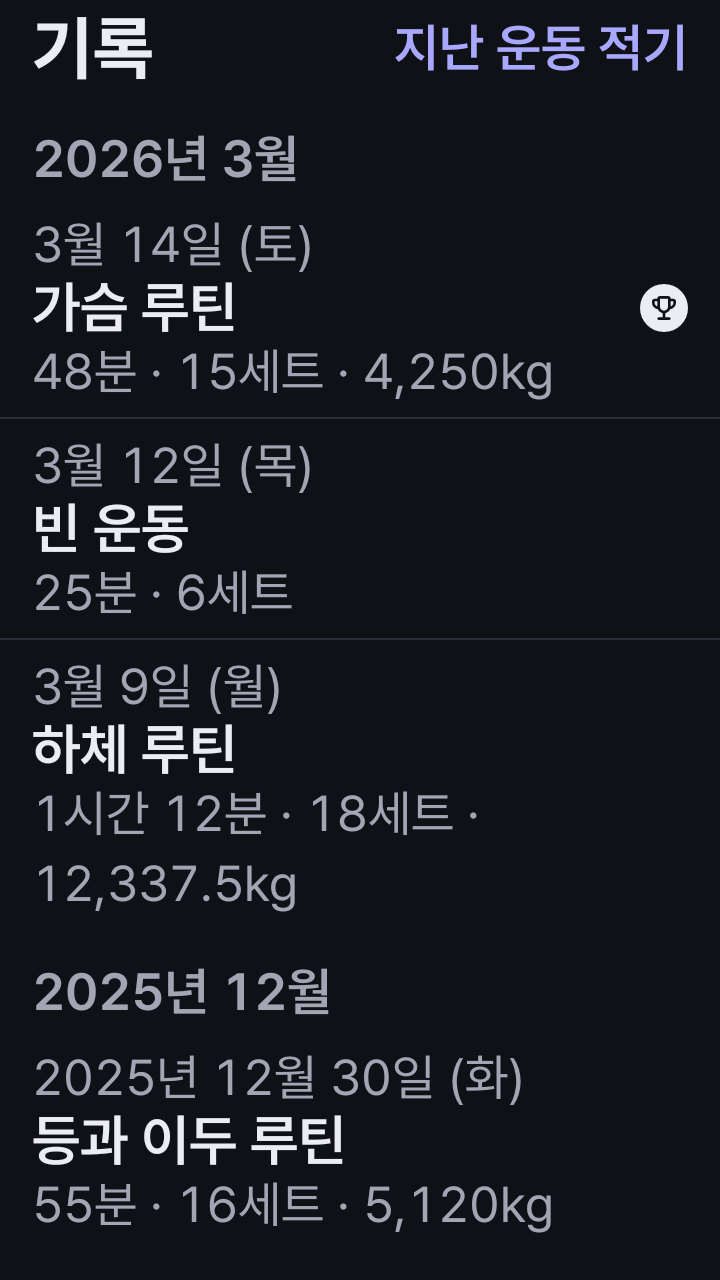 기록
지난 운동 적기
2026년 3월
3월 14일 (토)
가슴 루틴
48분 · 15세트 · 4,250kg
3월 12일 (목)
빈 운동
25분 · 6세트
3월 9일 (월)
하체 루틴
1시간 12분 · 18세트 ·
12,337.5kg
2025년 12월
2025년 12월 30일 (화)
등과 이두 루틴
55분 · 16세트 · 5,120kg